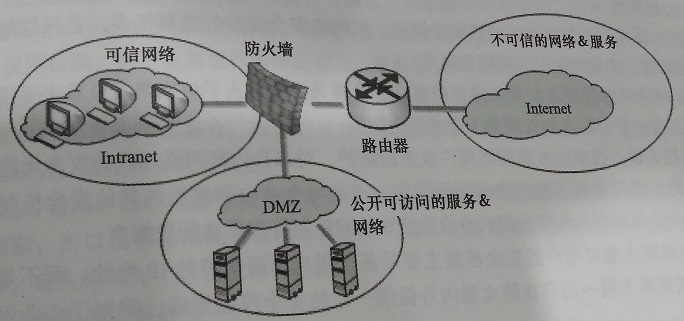 可信网络
防火墙
不可信的网络&服务
Intranet
路由器
Internet
DMZ
公开可访问的服务&
网络